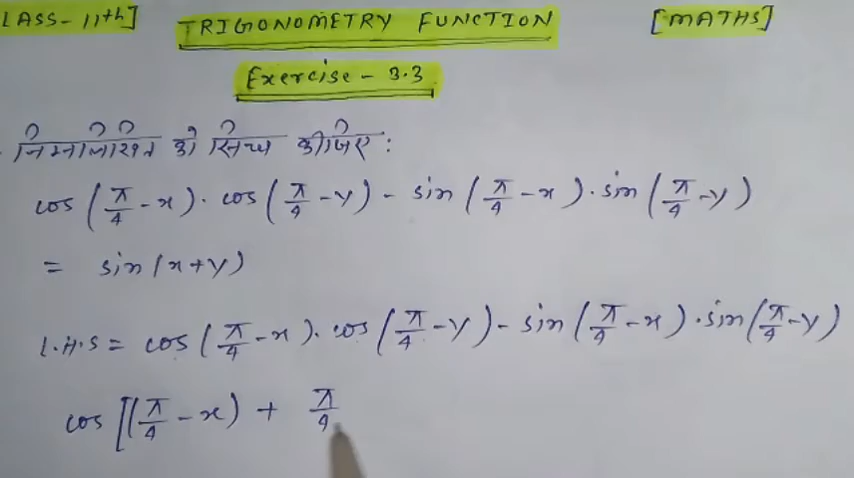 LASS-11th] TRIGONOMETRY FUNCTION [MATHS]
Exercise - 3.3
निम्नलिखित को सिध्द कीजिए:
cos(π/4 - x). cos(π/4 - y) - sin(π/4 - x). sin(π/4 - y)
= sin(x+y)
L.H.S = cos(π/4 - x). cos(π/4 - y) - sin(π/4 - x). sin(π/4 - y)
cos[(π/4 - x) + π/4